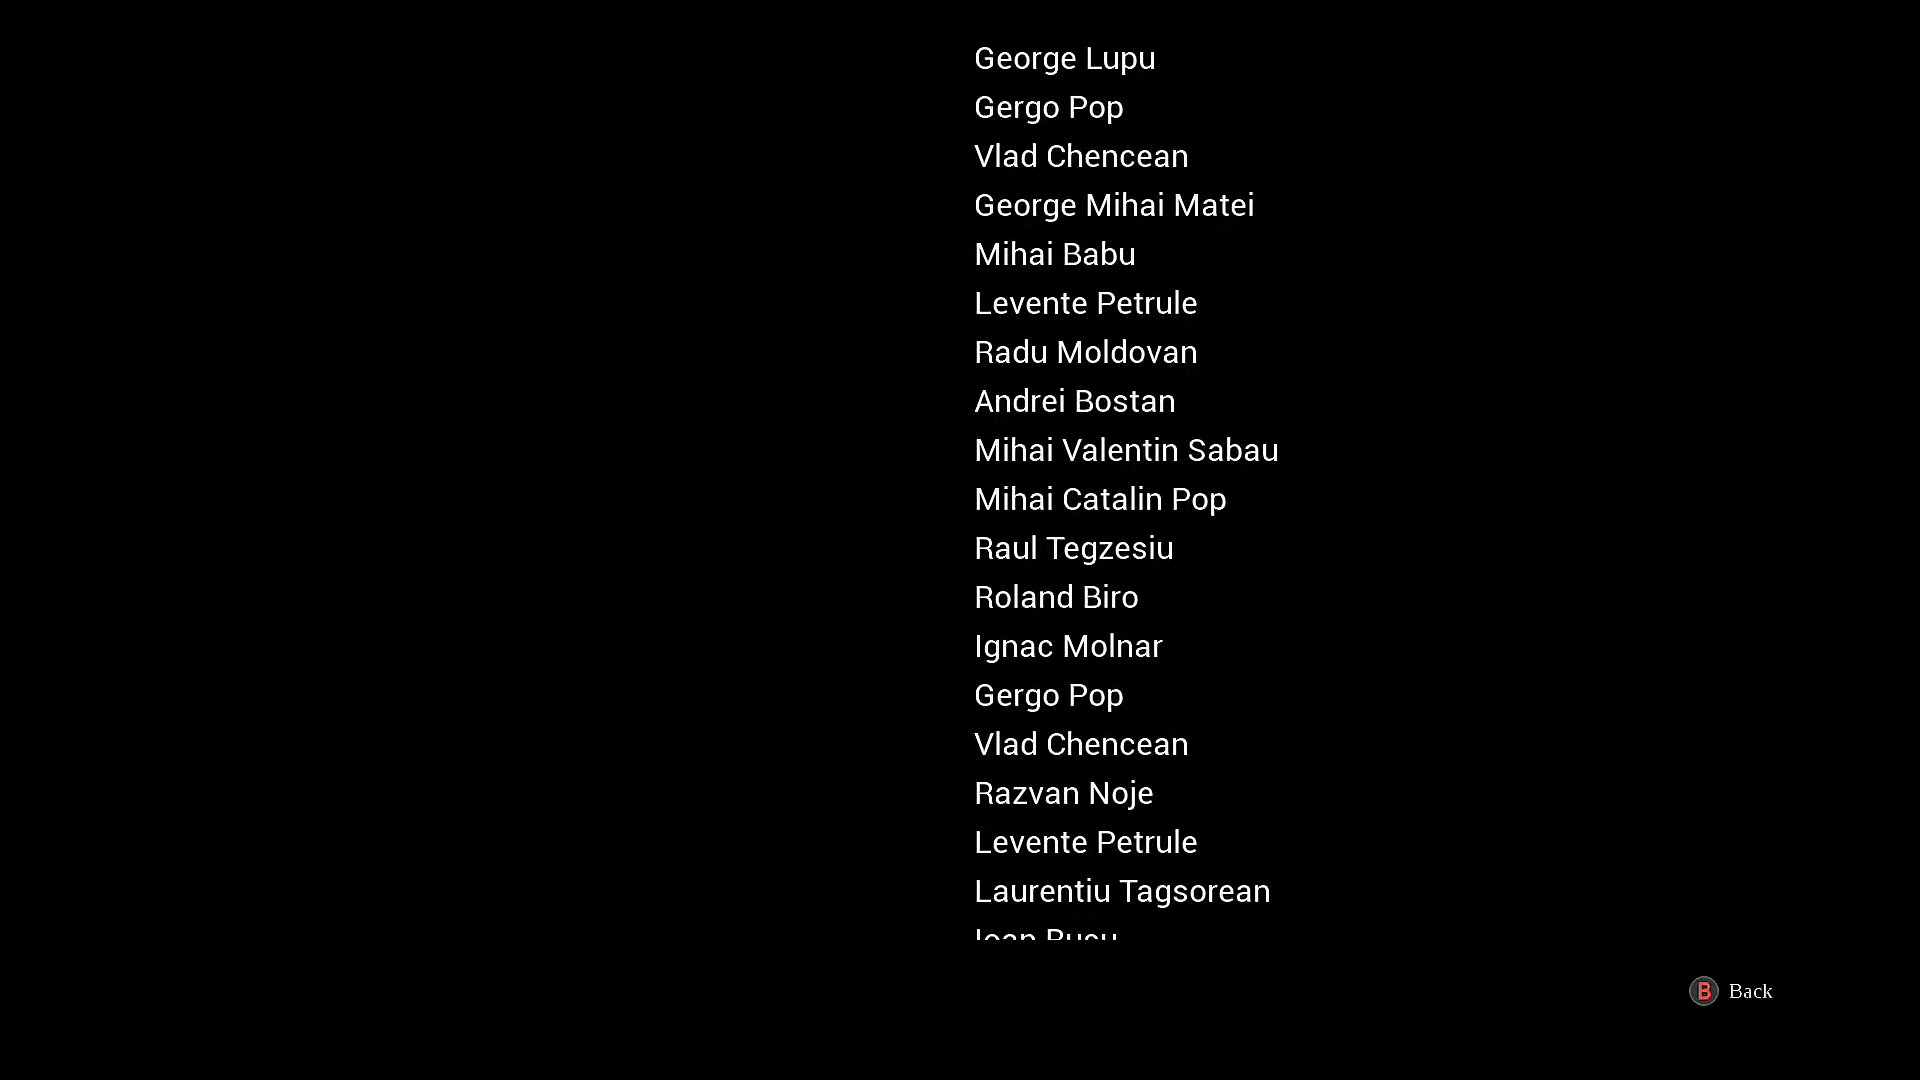 George Lupu
Gergo Pop
Vlad Chencean
George Mihai Matei
Mihai Babu
Levente Petrule
Radu Moldovan
Andrei Bostan
Mihai Valentin Sabau
Mihai Catalin Pop
Raul Tegzesiu
Roland Biro
Ignac Molnar
Gergo Pop
Vlad Chencean
Razvan Noje
Levente Petrule
Laurentiu Tagsorean
B Back